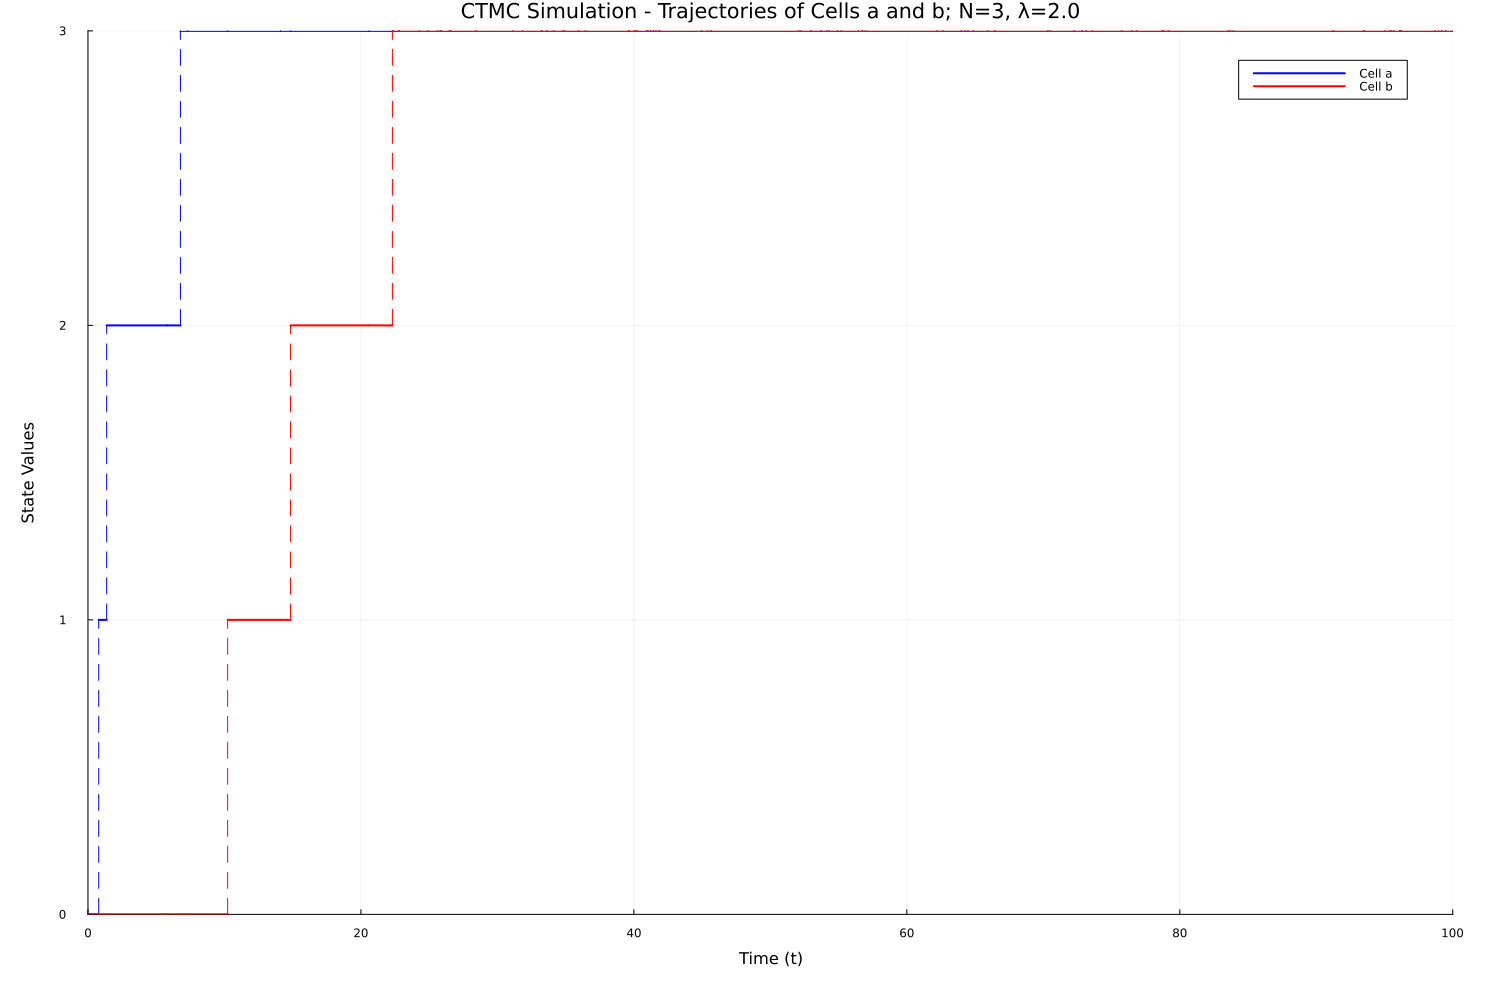 CTMC Simulation - Trajectories of Cells a and b; N=3, λ=2.0
3
Cell a
Cell b
2
State Values
1
0
0 20 40 60 80 100
Time (t)